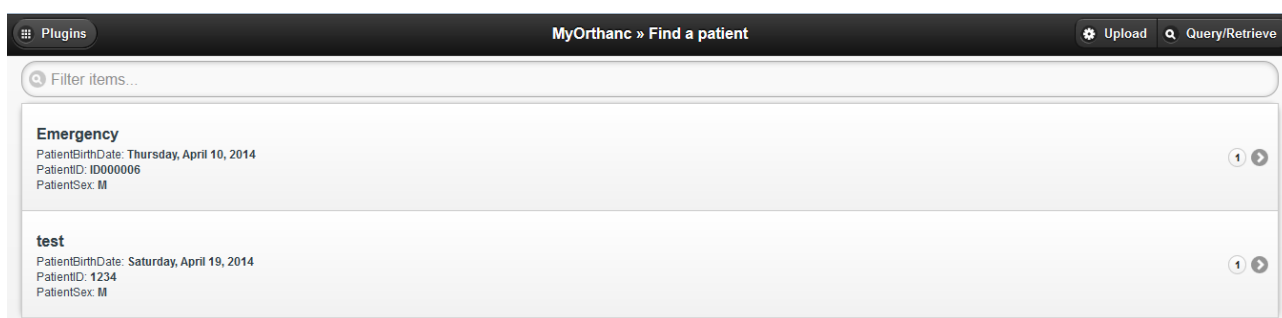 Plugins
MyOrthanc » Find a patient
Upload
Query/Retrieve
Filter items...
Emergency
PatientBirthDate: Thursday, April 10, 2014
PatientID: ID000006
PatientSex: M
1
test
PatientBirthDate: Saturday, April 19, 2014
PatientID: 1234
PatientSex: M
1